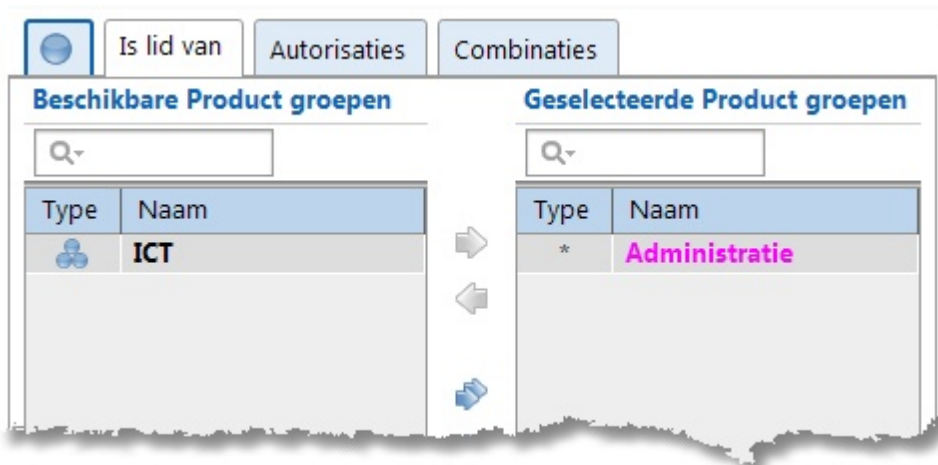 Is lid van Autorisaties Combinaties
Beschikbare Product groepen Geselecteerde Product groepen
Type Naam Type Naam
ICT * Administratie